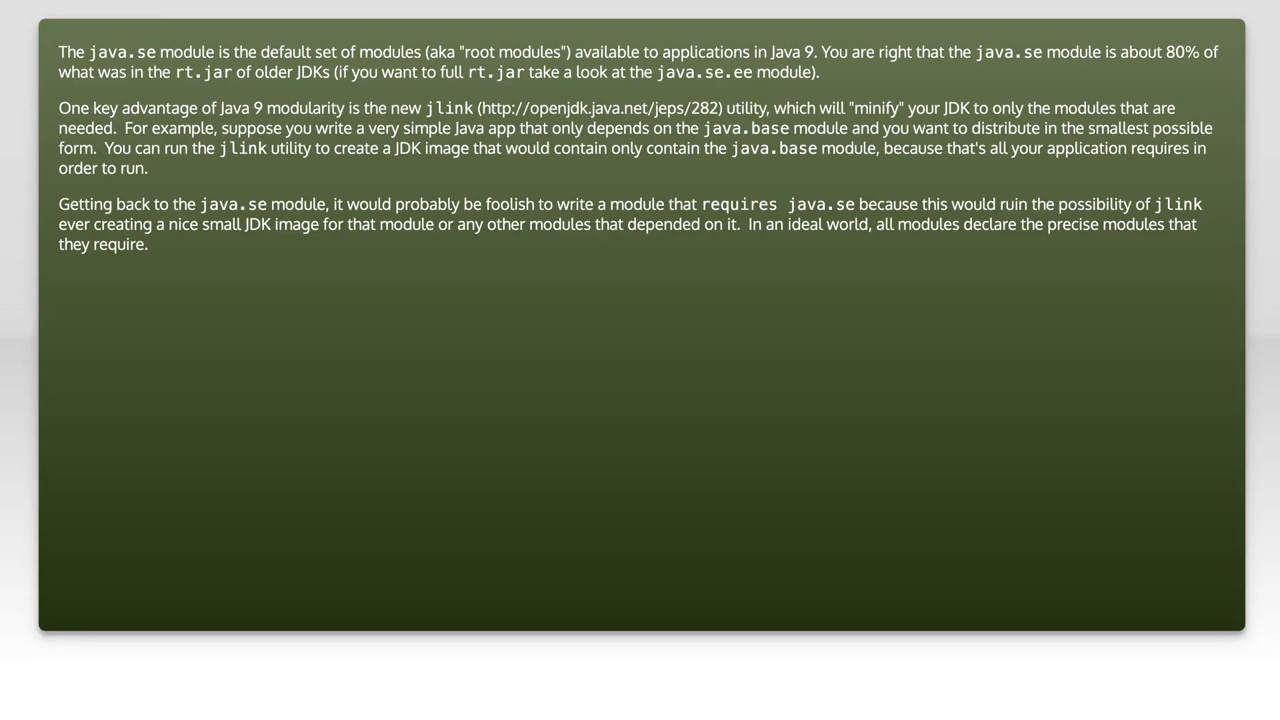 The java.se module is the default set of modules (aka "root modules") available to applications in Java 9. You are right that the java.se module is about 80% of
what was in the rt.jar of older JDKs (if you want to full rt.jar take a look at the java.se.ee module).
One key advantage of Java 9 modularity is the new jlink (http://openjdk.java.net/jeps/282) utility, which will "minify" your JDK to only the modules that are
needed.  For example, suppose you write a very simple Java app that only depends on the java.base module and you want to distribute in the smallest possible
form.  You can run the jlink utility to create a JDK image that would contain only contain the java.base module, because that's all your application requires in
order to run.
Getting back to the java.se module, it would probably be foolish to write a module that requires java.se because this would ruin the possibility of jlink
ever creating a nice small JDK image for that module or any other modules that depended on it.  In an ideal world, all modules declare the precise modules that
they require.